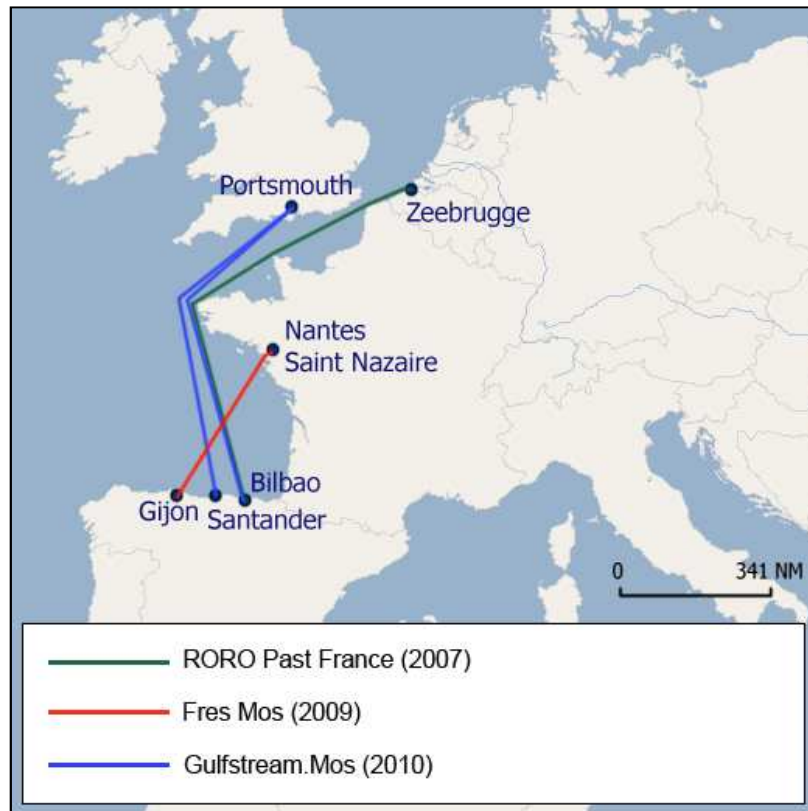 Portsmouth
Zeebrugge
Nantes
Saint Nazaire
Bilbao
Gijon
Santander
0 341 NM
RORO Past France (2007)
Fres Mos (2009)
Gulfstream.Mos (2010)